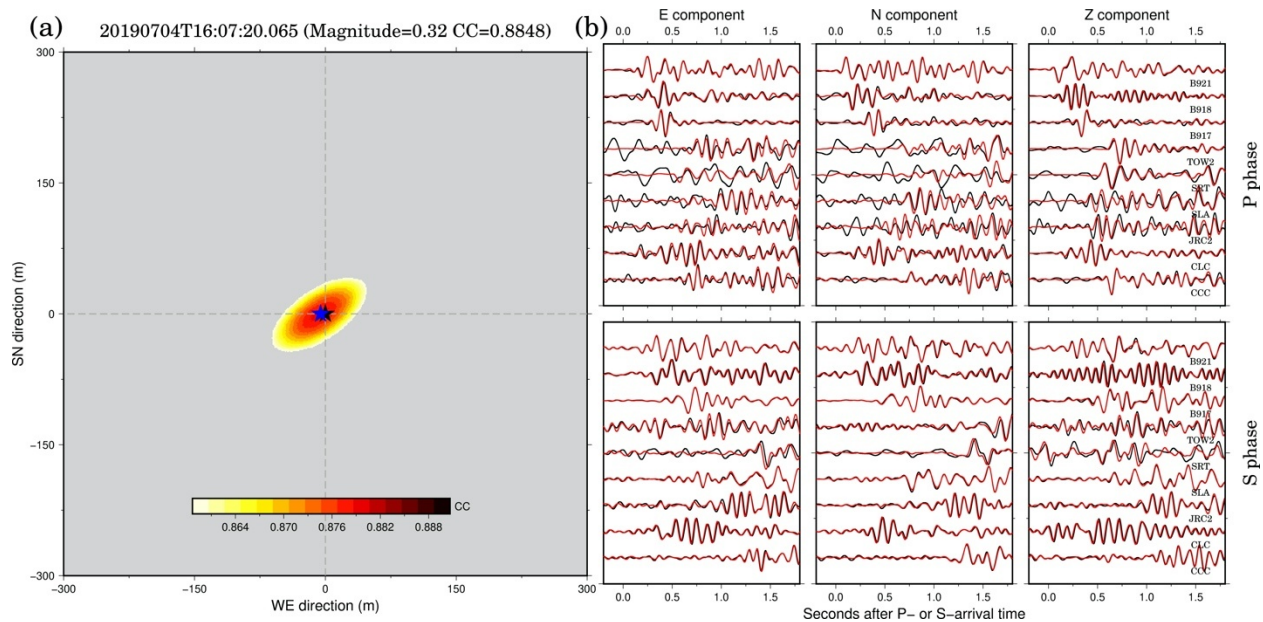 (a)
20190704T16:07:20.065 (Magnitude=0.32 CC=0.8848)
300
150
0
−150
−300
SN direction (m)
−300
−150
0
150
300
WE direction (m)
0.864
0.870
0.876
0.882
0.888
CC
(b)
E component
N component
Z component
0.0
0.5
1.0
1.5
0.0
0.5
1.0
1.5
0.0
0.5
1.0
1.5
B921
B918
B917
TOW2
SRT
SLA
JRC2
CLC
CCC
P phase
B921
B918
B917
TOW2
SRT
SLA
JRC2
CLC
CCC
S phase
0.0
0.5
1.0
1.5
0.0
0.5
1.0
1.5
0.0
0.5
1.0
1.5
Seconds after P− or S−arrival time